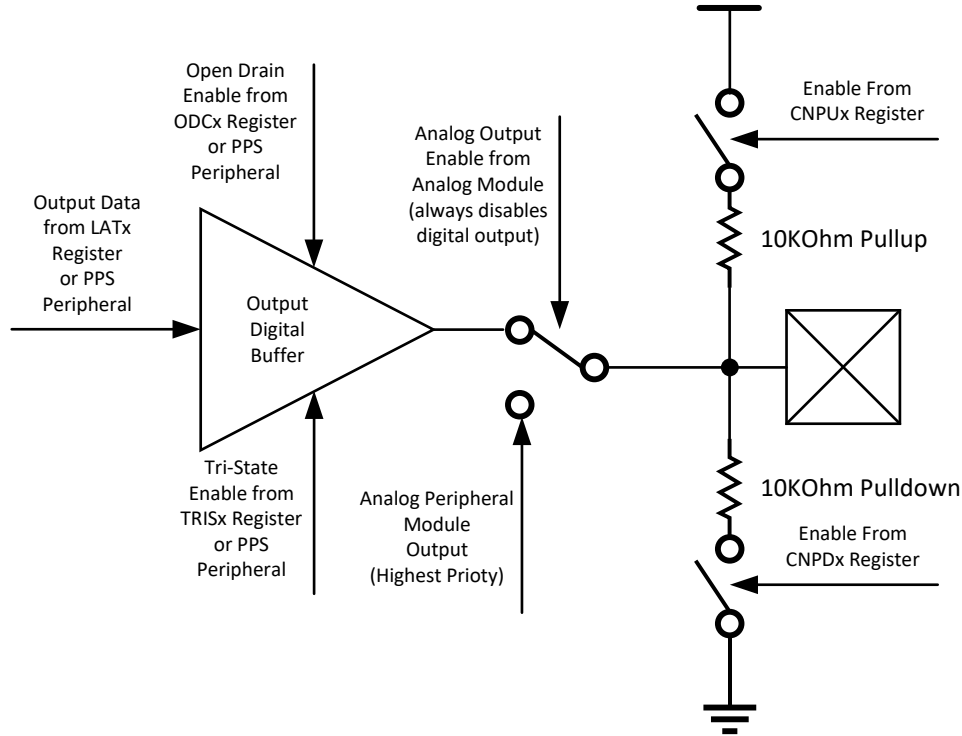 Open Drain
Enable from
ODCx Register
or PPS
Peripheral
Output Data
from LATx
Register
or PPS
Peripheral
Output
Digital
Buffer
Tri-State
Enable from
TRISx Register
or PPS
Peripheral
Analog Output
Enable from
Analog Module
(always disables
digital output)
Analog Peripheral
Module
Output
(Highest Prioty)
Enable From
CNPUx Register
10KOhm Pullup
10KOhm Pulldown
Enable From
CNPDx Register